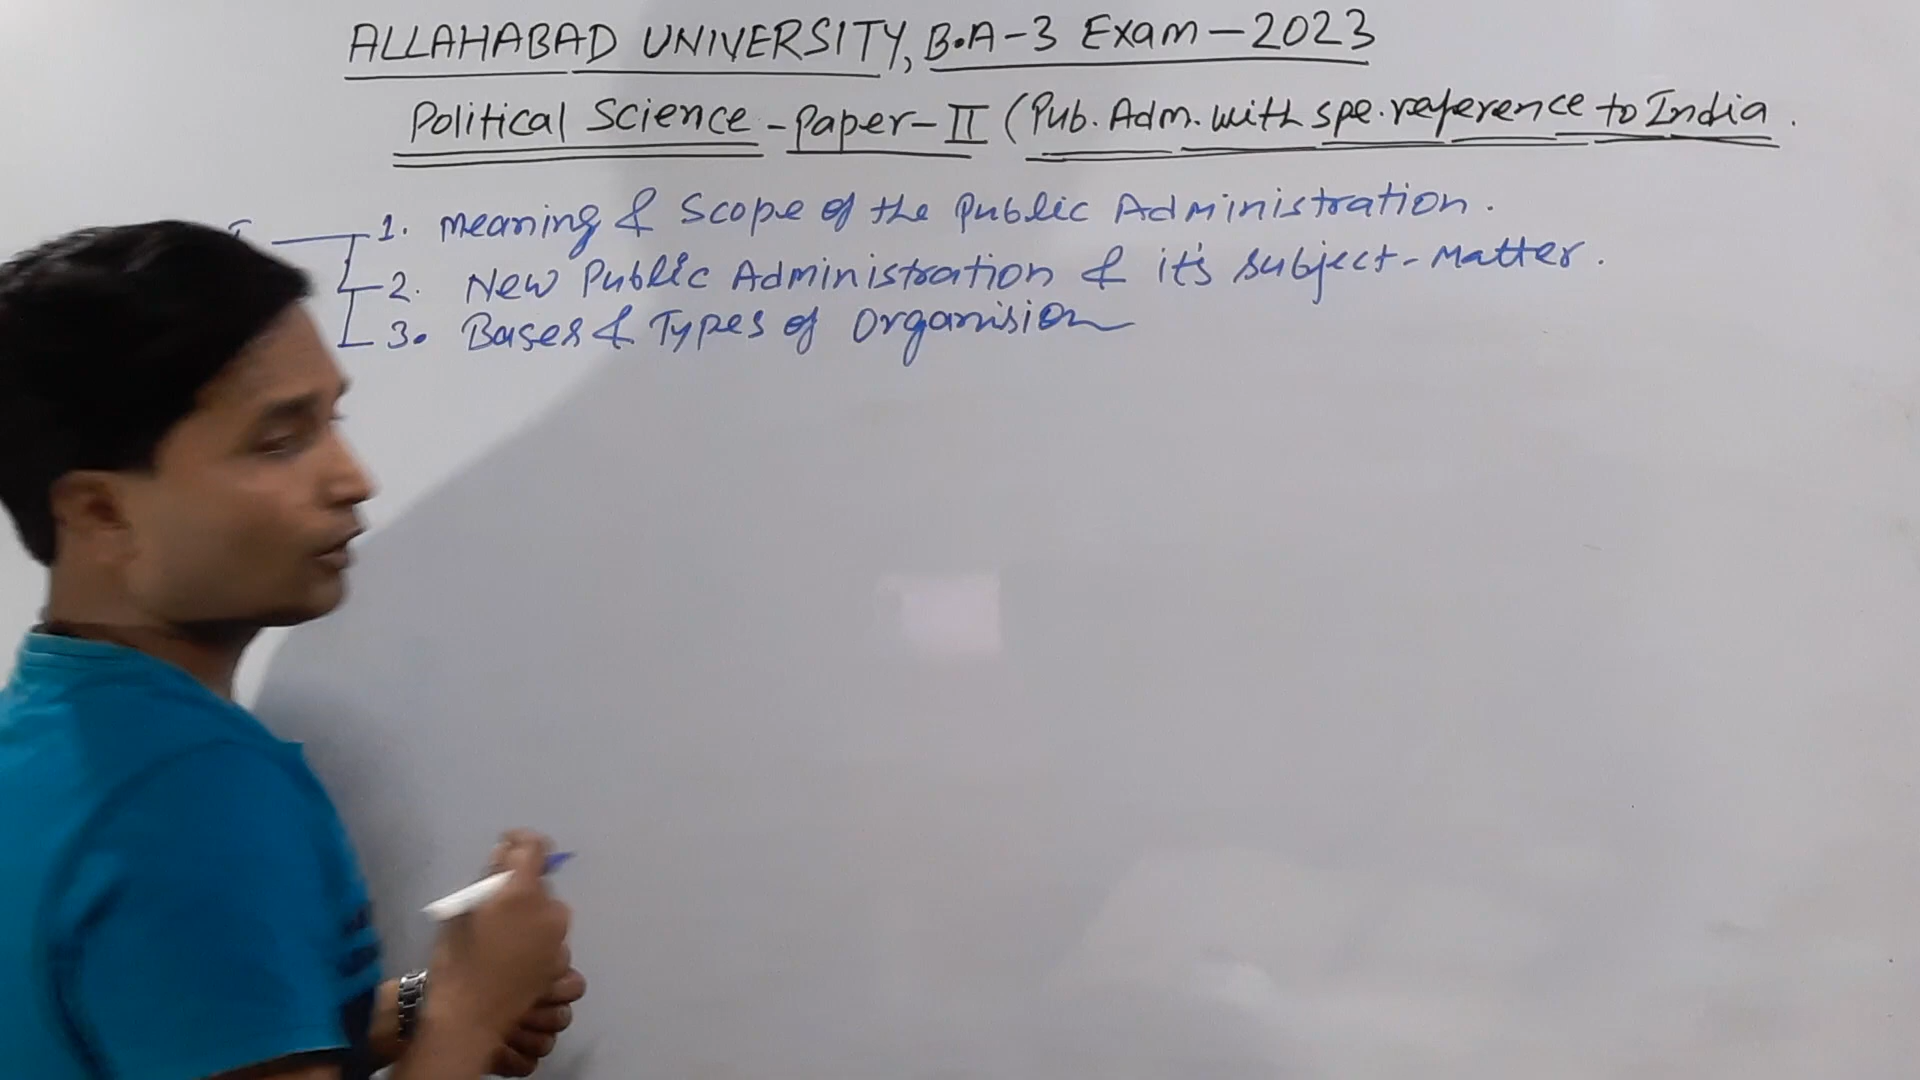 ALLAHABAD UNIVERSITY, B.A-3 Exam-2023
Political Science-Paper-II (Pub. Adm. with spe. reference to India.
1. Meaning & Scope of the Public Administration.
2. New Public Administration & it's Subject-Matter.
3. Bases & Types of Organision